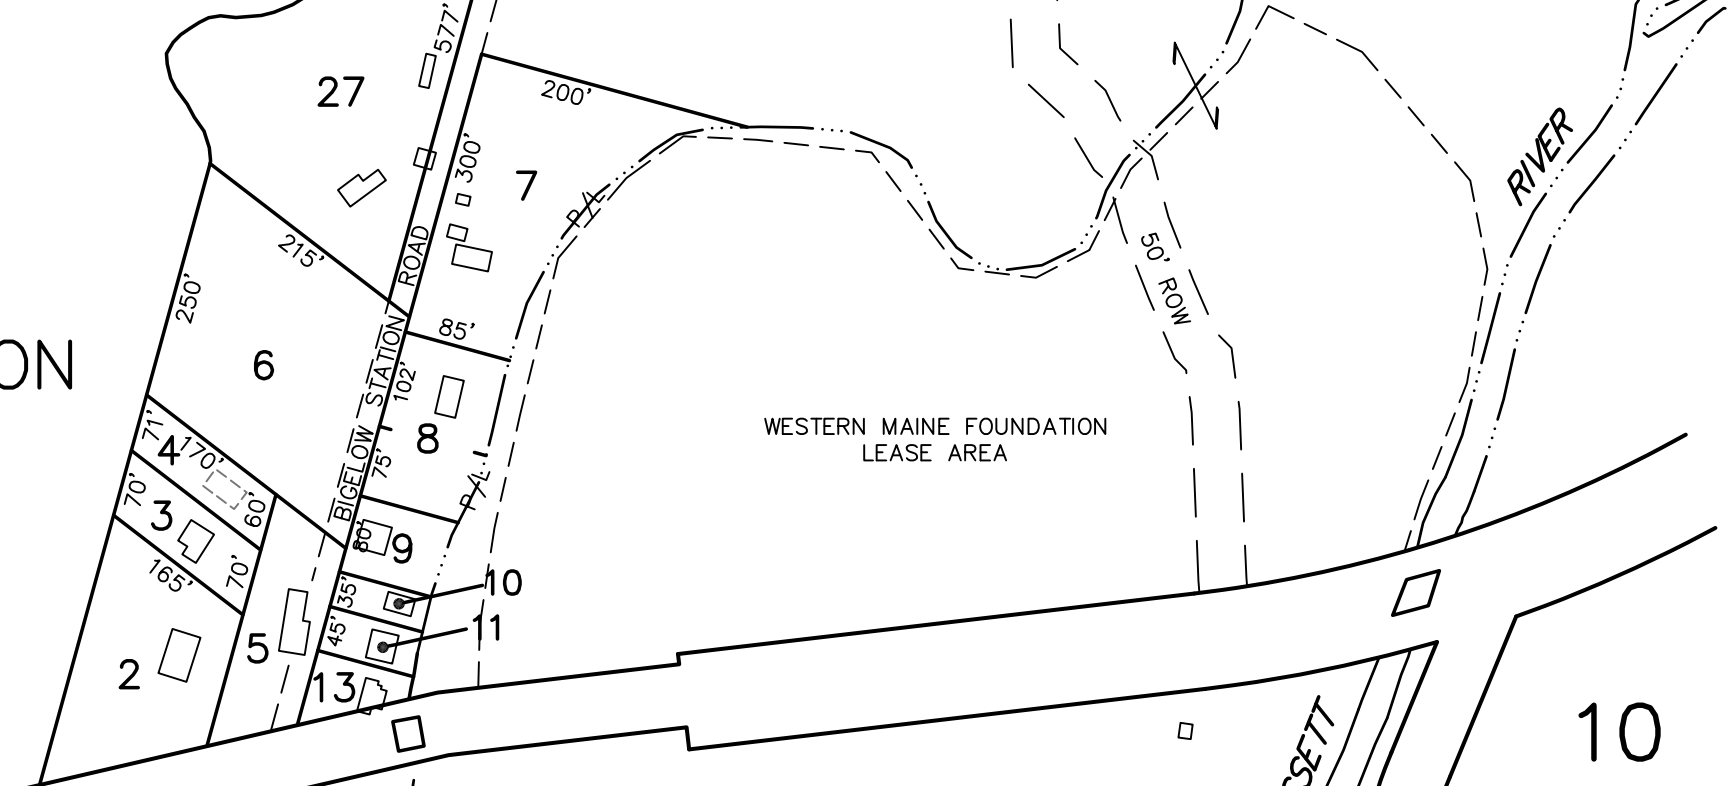 577'
27
200'
300'
7
P/L
RIVER
215'
ROAD
50' ROW
250'
85'
ON
6
STATION
102'
8
WESTERN MAINE FOUNDATION
LEASE AREA
71'
4
170'
BIGELOW
75'
P/L
70'
3
60'
80'
9
165'
70'
35'
10
45'
11
5
2
13
SSETT
10